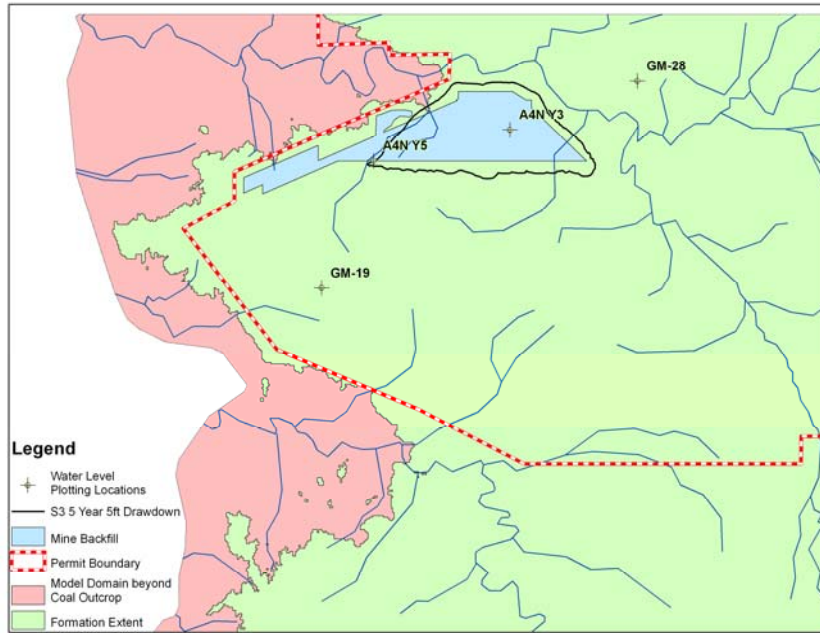 GM-28
A4N Y3
A4N Y5
GM-19
Legend
Water Level
Plotting Locations
S3 5 Year 5ft Drawdown
Mine Backfill
Permit Boundary
Model Domain beyond
Coal Outcrop
Formation Extent